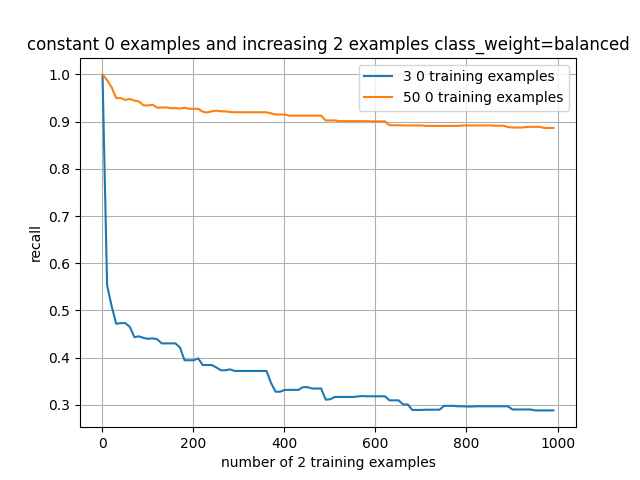 constant 0 examples and increasing 2 examples class_weight=balanced
3 0 training examples
50 0 training examples
recall
1.0
0.9
0.8
0.7
0.6
0.5
0.4
0.3
0 200 400 600 800 1000
number of 2 training examples